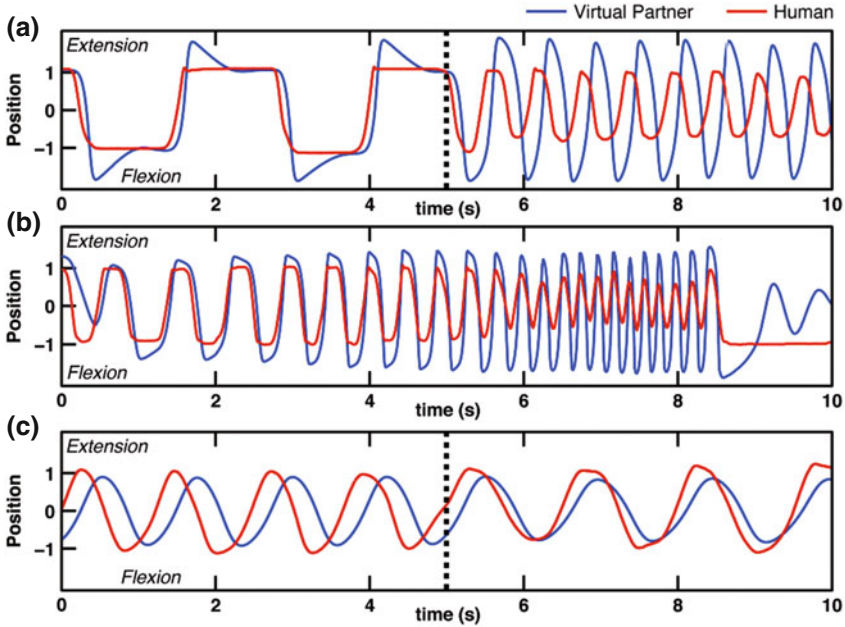 Virtual Partner Human
(a)
Extension
Position
1
0
-1
Flexion
0 2 4 6 8 10
time (s)
(b)
Extension
Position
1
0
-1
Flexion
0 2 4 6 8 10
time (s)
(c)
Extension
Position
1
0
-1
Flexion
0 2 4 6 8 10
time (s)